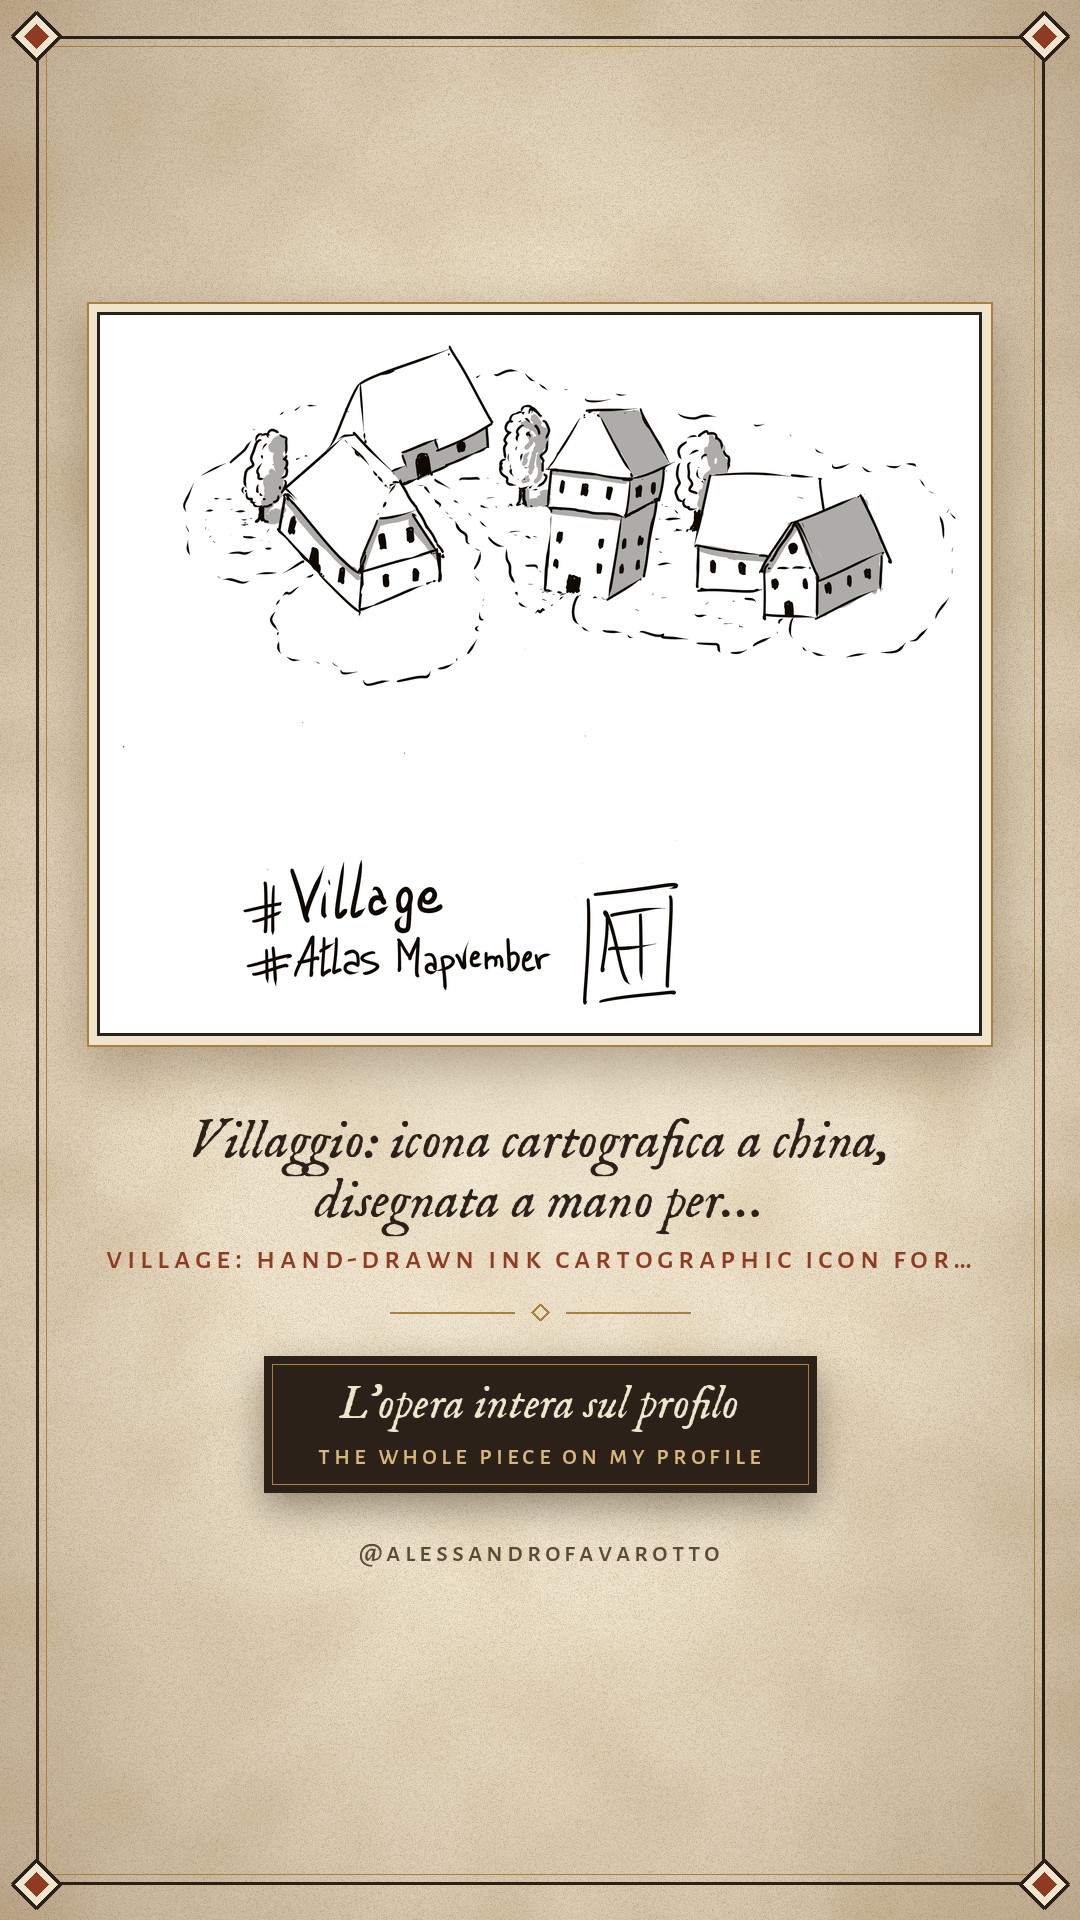 #Village
#Atlas Mapvember
AF
Villaggio: icona cartografica a china,
disegnata a mano per...
VILLAGE: HAND-DRAWN INK CARTOGRAPHIC ICON FOR...
L'opera intera sul profilo
THE WHOLE PIECE ON MY PROFILE
@ALESSANDROFAVAROTTO